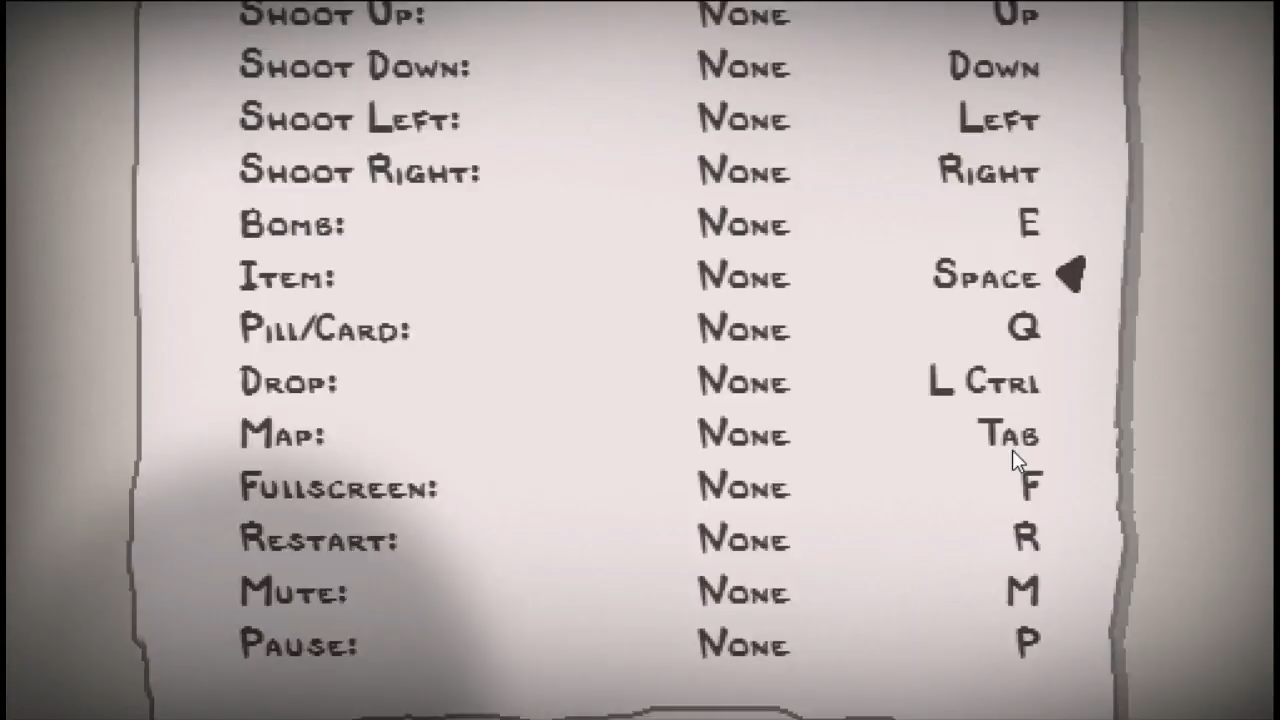 Shoot Up: None Up
Shoot Down: None Down
Shoot Left: None Left
Shoot Right: None Right
Bomb: None E
Item: None Space
Pill/Card: None Q
Drop: None L Ctrl
Map: None Tab
Fullscreen: None F
Restart: None R
Mute: None M
Pause: None P